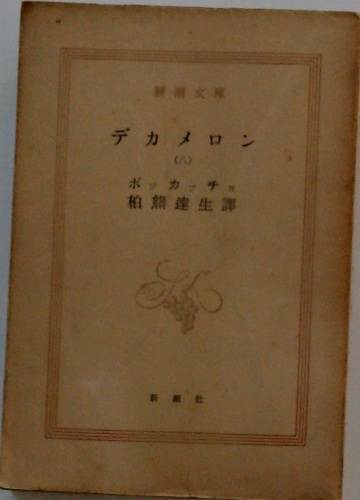 新潮文庫
デカメロン
(八)
ボッカッチョ
柏熊達生譯
新潮社